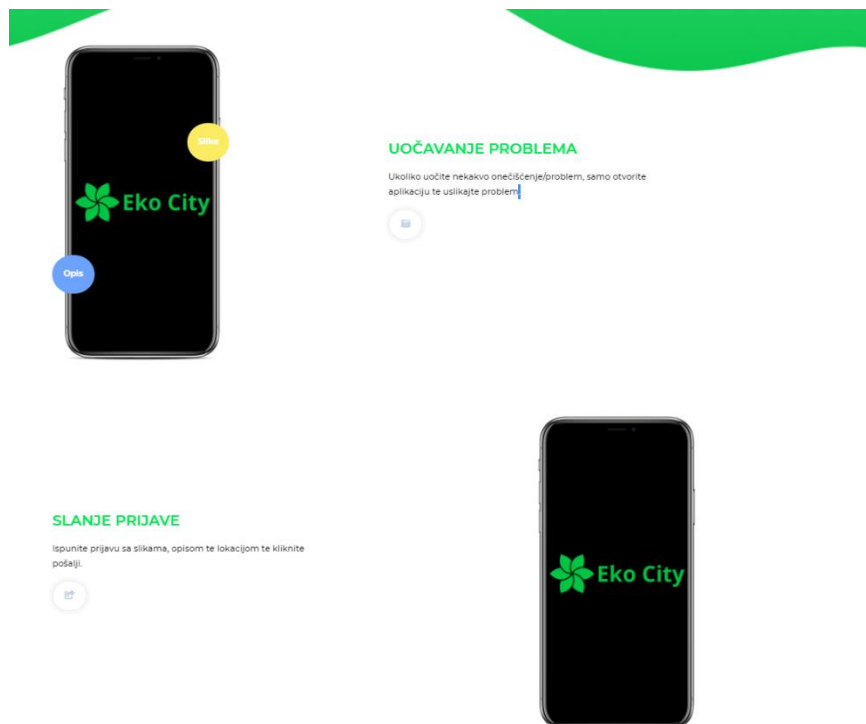 Slike
Eko City
Opis
UOČAVANJE PROBLEMA
Ukoliko uočite nekakvo onečišćenje/problem, samo otvorite
aplikaciju te uslikajte problem.
SLANJE PRIJAVE
Ispunite prijavu sa slikama, opisom te lokacijom te kliknite
pošalji.
Eko City